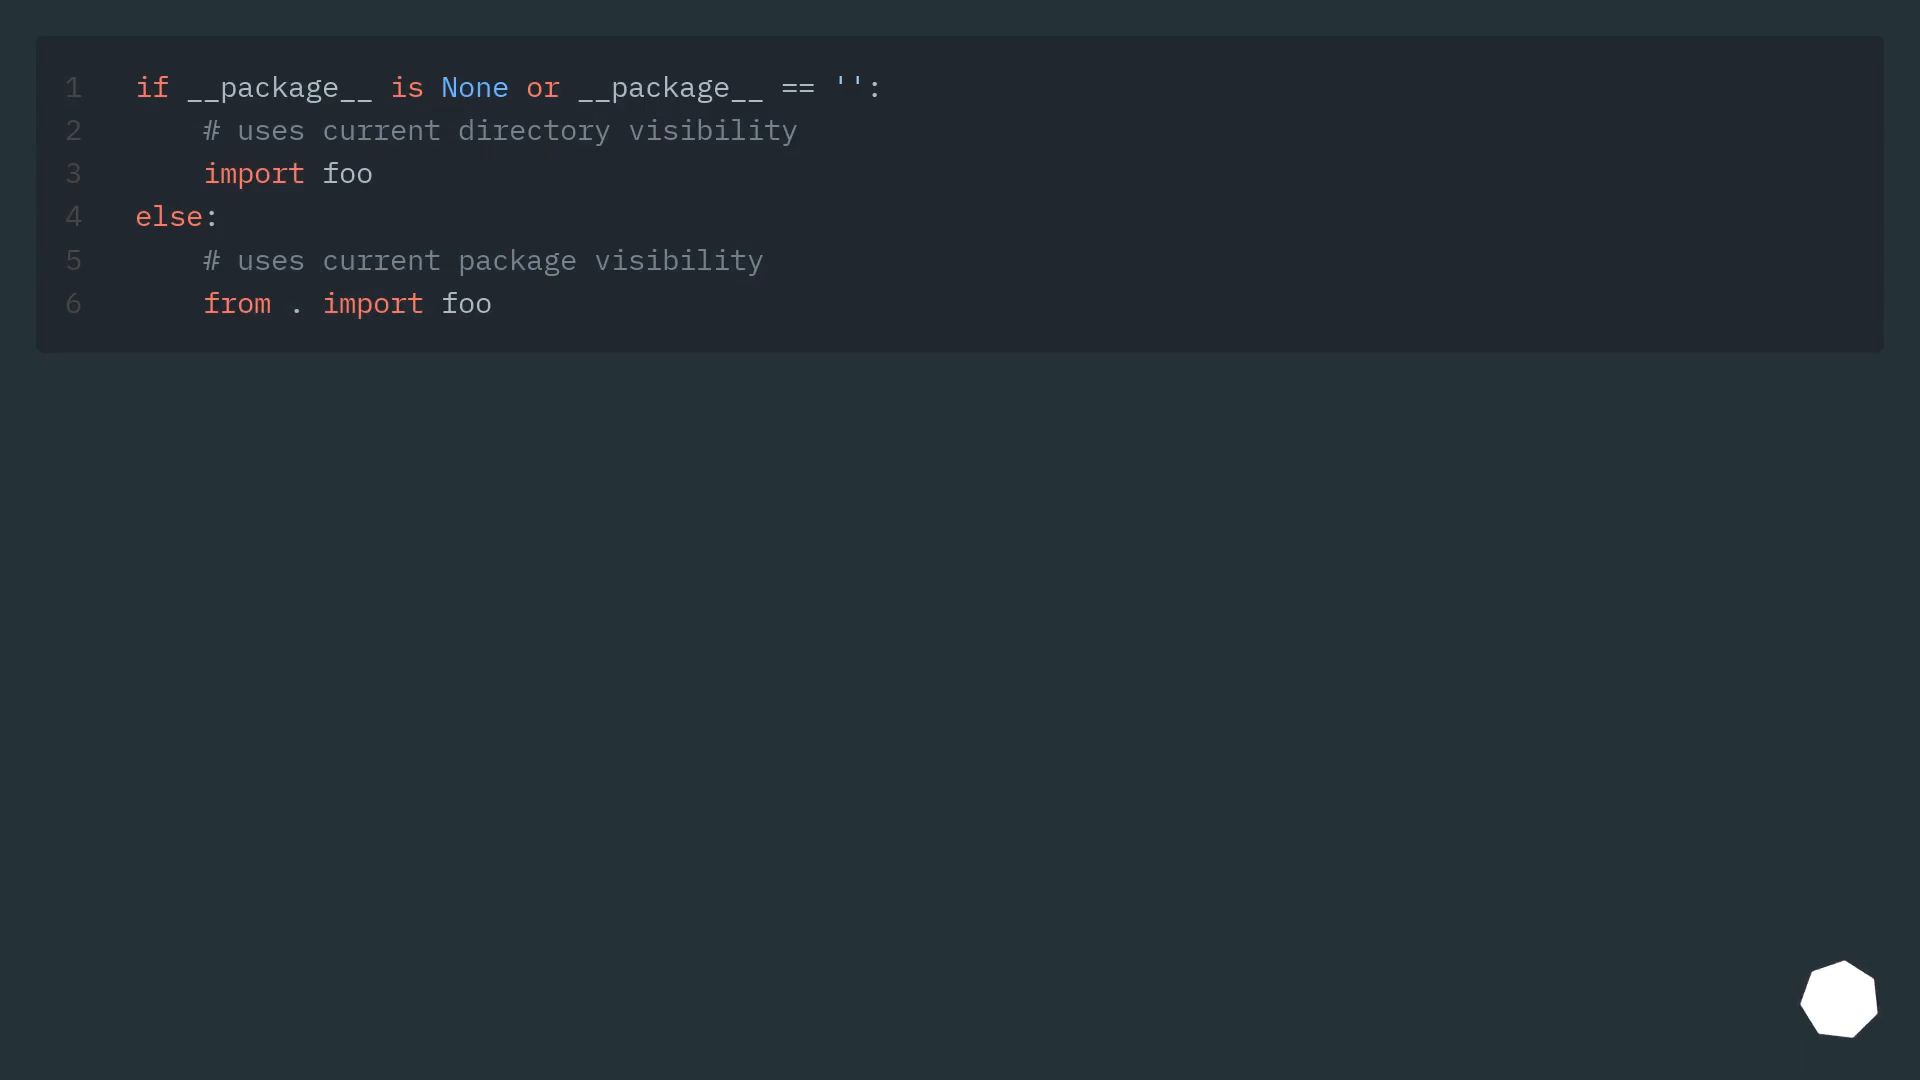 1 if __package__ is None or __package__ == '':
2     # uses current directory visibility
3     import foo
4 else:
5     # uses current package visibility
6     from . import foo